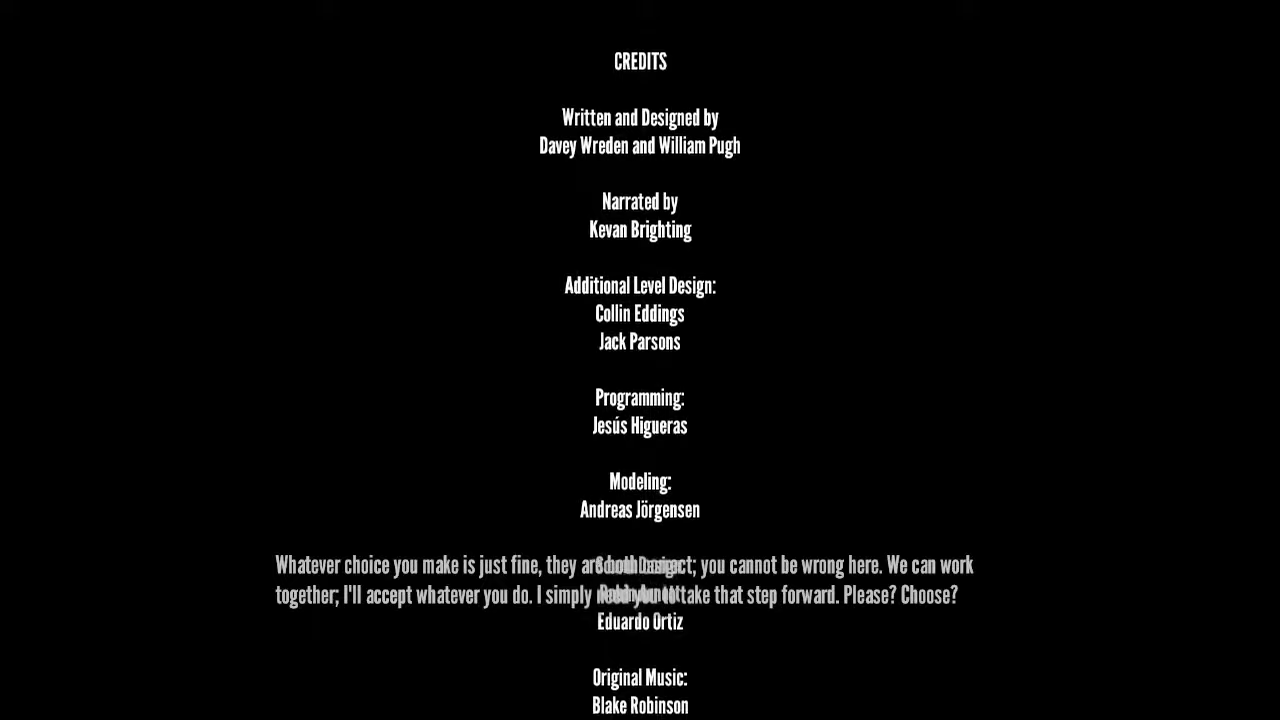 CREDITS
Written and Designed by
Davey Wreden and William Pugh
Narrated by
Kevan Brighting
Additional Level Design:
Collin Eddings
Jack Parsons
Programming:
Jesús Higueras
Modeling:
Andreas Jörgensen
Whatever choice you make is just fine, they are both correct; you cannot be wrong here. We can work
together; I'll accept whatever you do. I simply need you to take that step forward. Please? Choose?
Eduardo Ortiz
Original Music:
Blake Robinson